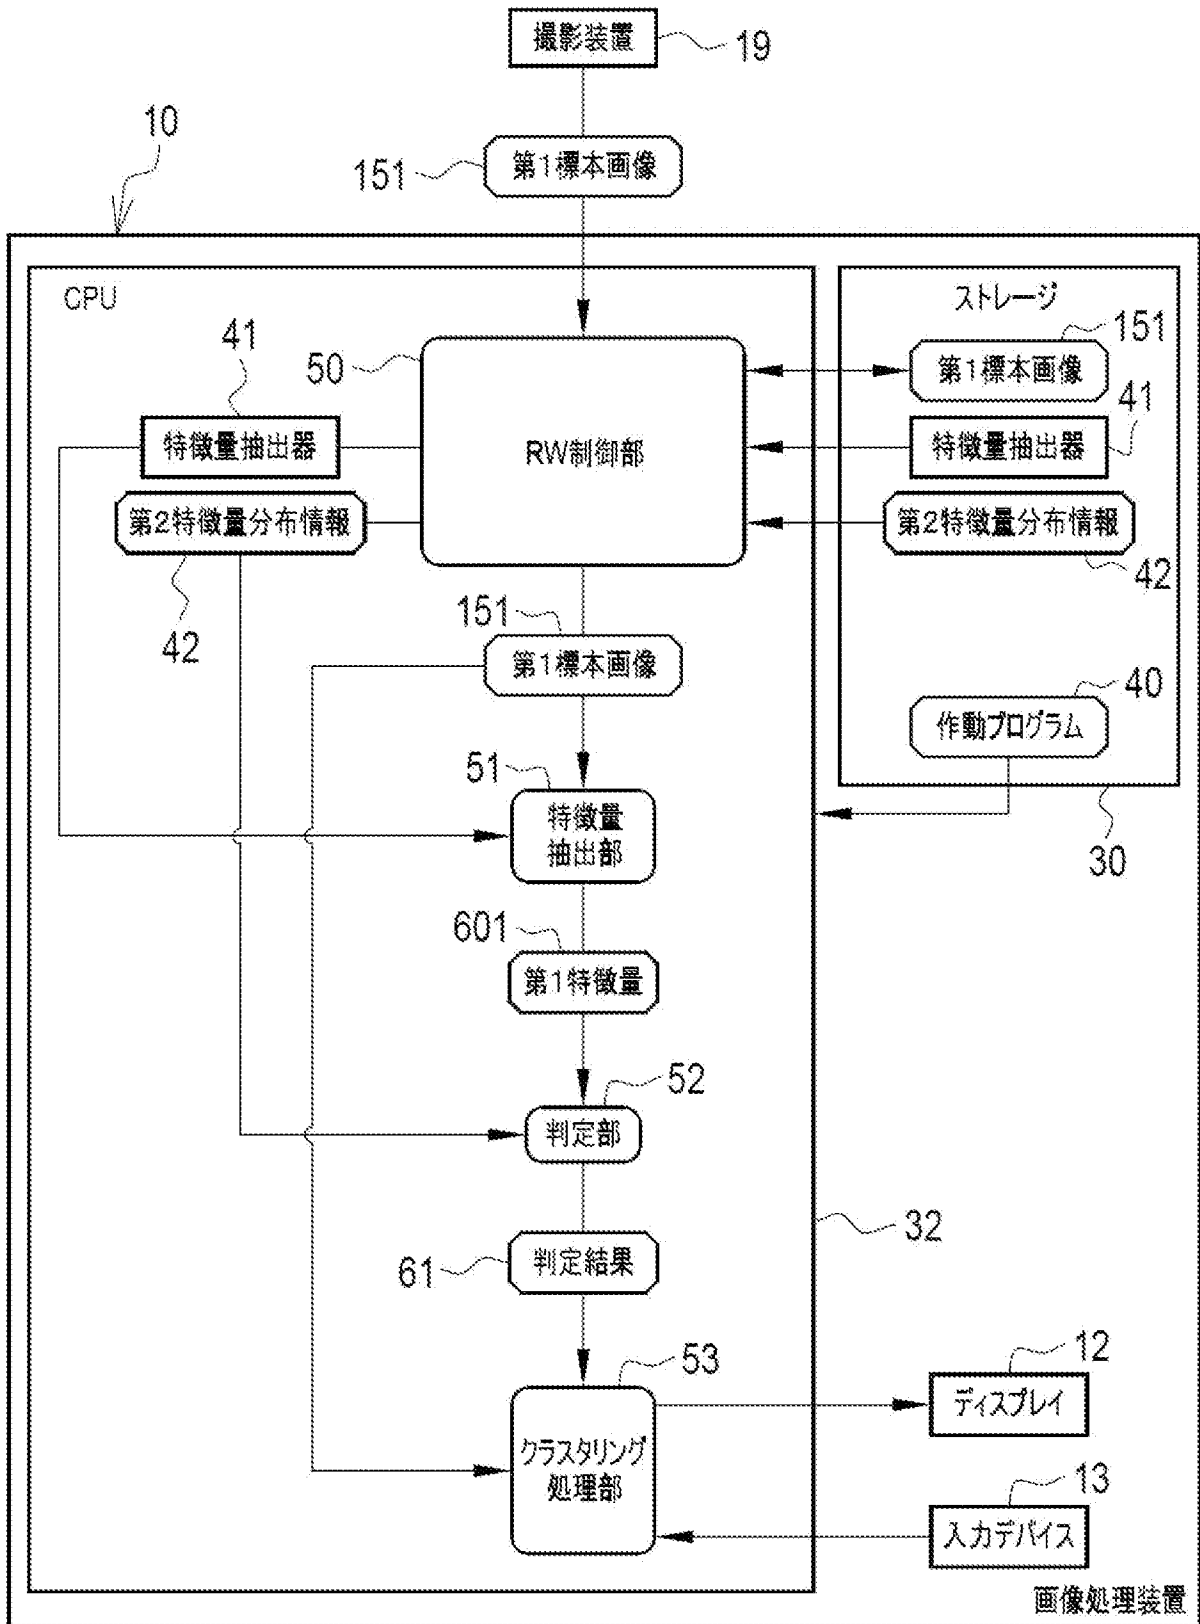 撮影装置
19
10
151
第1標本画像
CPU
ストレージ
151
第1標本画像
41
特徴量抽出器
第2特徴量分布情報
42
40
作動プログラム
30
50
RW制御部
41
特徴量抽出器
第2特徴量分布情報
42
151
第1標本画像
51
特徴量
抽出部
601
第1特徴量
52
判定部
32
61
判定結果
53
クラスタリング
処理部
12
ディスプレイ
13
入力デバイス
画像処理装置